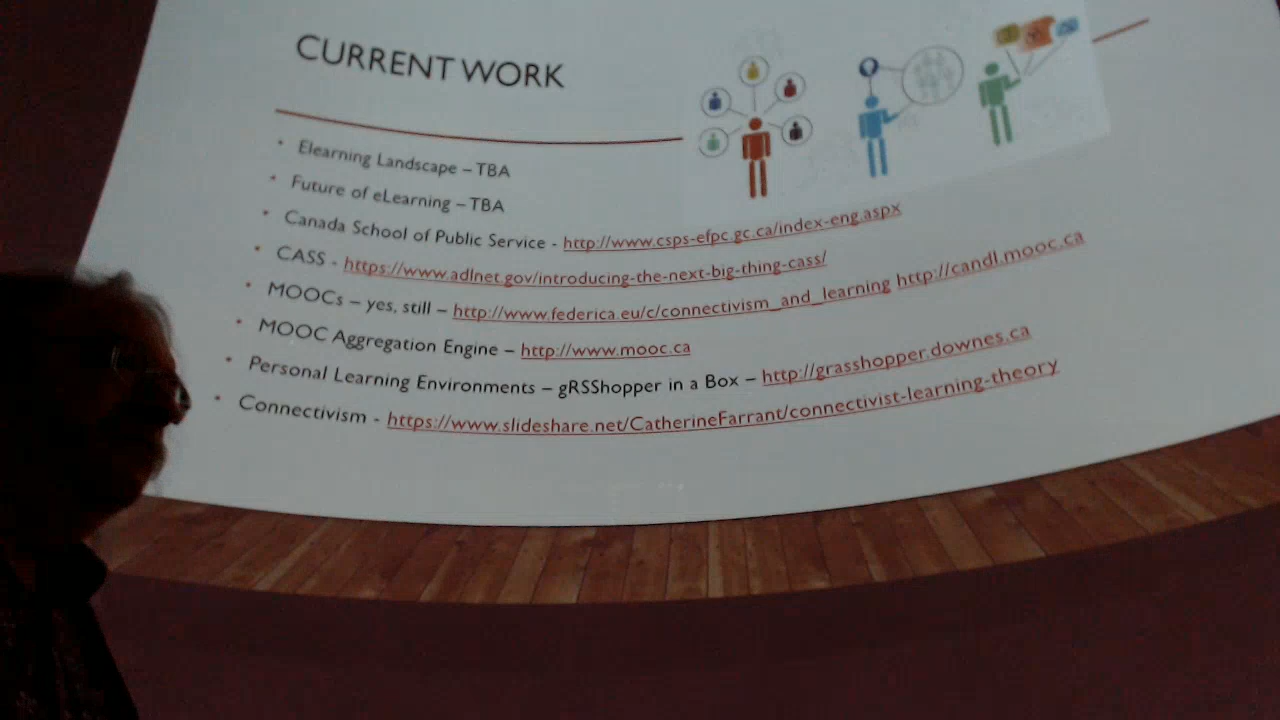 CURRENT WORK
• Elearning Landscape – TBA
• Future of eLearning – TBA
• Canada School of Public Service - http://www.csps-efpc.gc.ca/index-eng.aspx
• CASS - https://www.adlnet.gov/introducing-the-next-big-thing-cass/
• MOOCs – yes, still – http://www.federica.eu/c/connectivism_and_learning http://candl.mooc.ca
• MOOC Aggregation Engine – http://www.mooc.ca
• Personal Learning Environments – gRSShopper in a Box – http://grasshopper.downes.ca
• Connectivism - https://www.slideshare.net/CatherineFarrant/connectivist-learning-theory